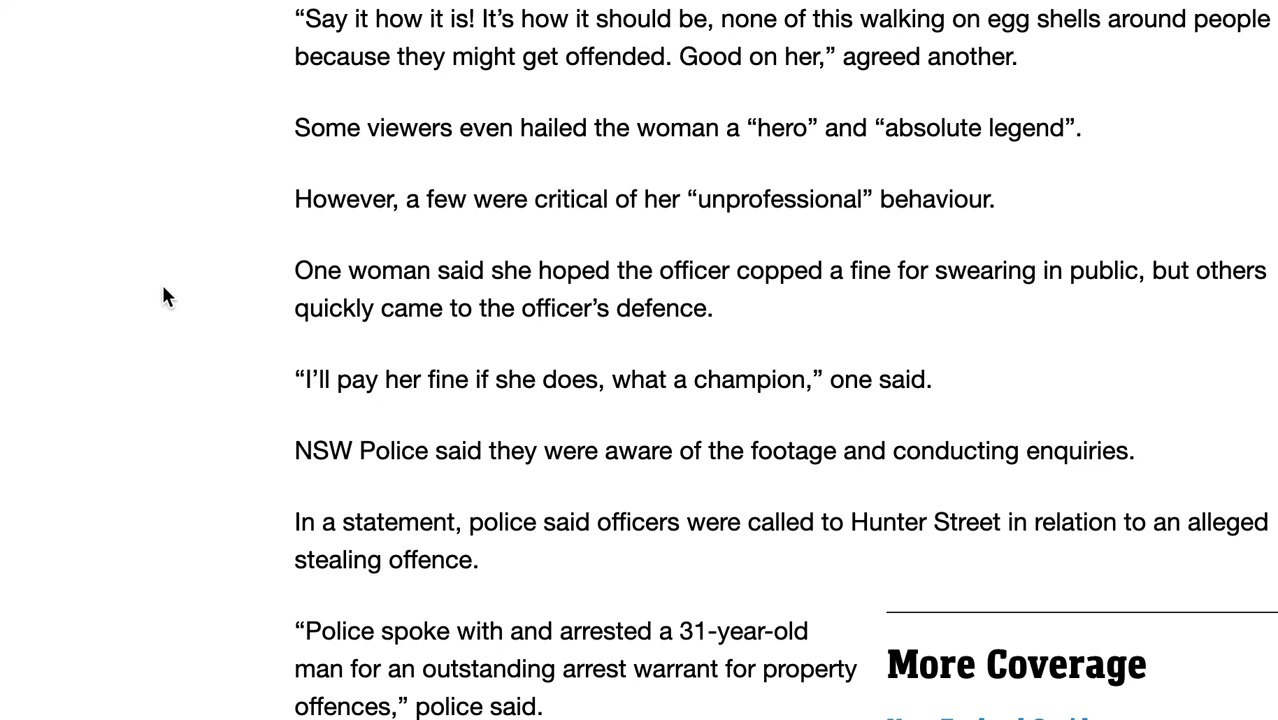 “Say it how it is! It’s how it should be, none of this walking on egg shells around people
because they might get offended. Good on her,” agreed another.
Some viewers even hailed the woman a “hero” and “absolute legend”.
However, a few were critical of her “unprofessional” behaviour.
One woman said she hoped the officer copped a fine for swearing in public, but others
quickly came to the officer’s defence.
“I’ll pay her fine if she does, what a champion,” one said.
NSW Police said they were aware of the footage and conducting enquiries.
In a statement, police said officers were called to Hunter Street in relation to an alleged
stealing offence.
“Police spoke with and arrested a 31-year-old
man for an outstanding arrest warrant for property
offences,” police said.
More Coverage